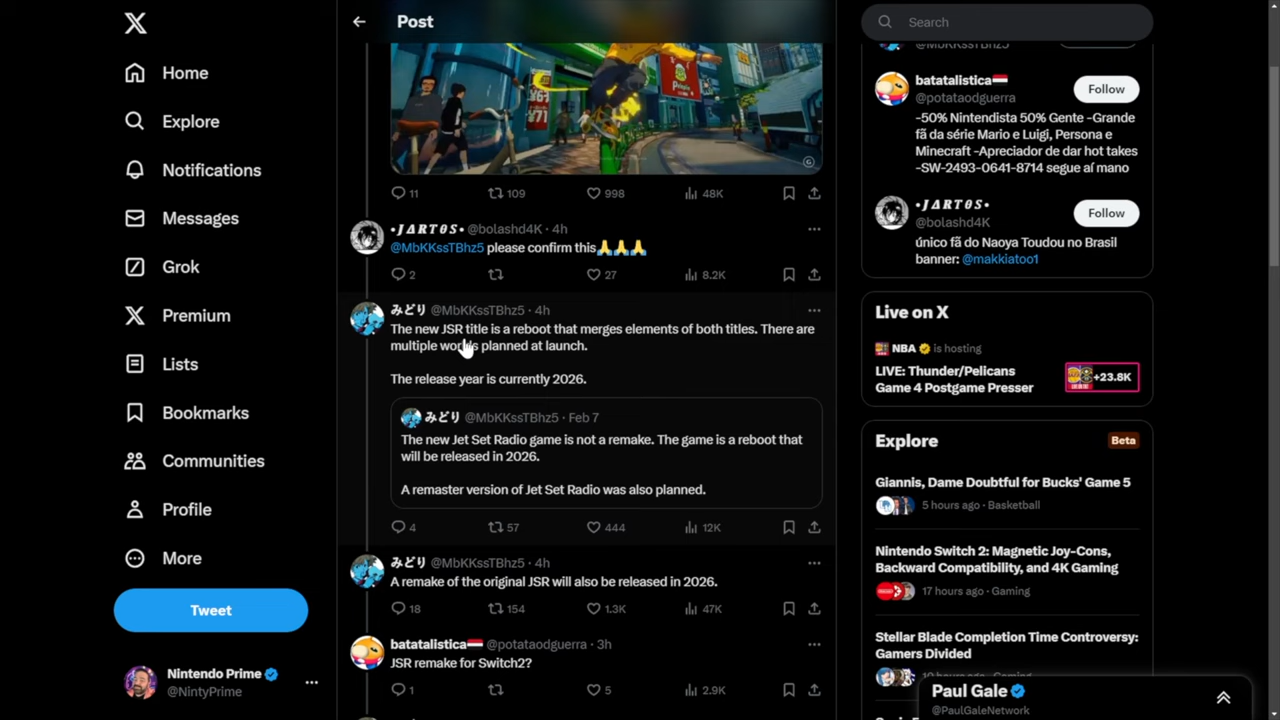 Home
Explore
Notifications
Messages
Grok
Premium
Lists
Bookmarks
Communities
Profile
More
Tweet
Nintendo Prime
@NintyPrime
Post
11 109 998 48K
•JΔRTØS• @bolashd4K · 4h
@MbKKssTBhz5 please confirm this🙏🙏🙏
2 27 8.2K
みどり @MbKKssTBhz5 · 4h
The new JSR title is a reboot that merges elements of both titles. There are
multiple worlds planned at launch.
The release year is currently 2026.
みどり @MbKKssTBhz5 · Feb 7
The new Jet Set Radio game is not a remake. The game is a reboot that
will be released in 2026.
A remaster version of Jet Set Radio was also planned.
4 57 444 12K
みどり @MbKKssTBhz5 · 4h
A remake of the original JSR will also be released in 2026.
18 154 1.3K 47K
batatalistica @potataodguerra · 3h
JSR remake for Switch2?
1 5 2.9K
Search
@MbKKssTBhz5
batatalistica
@potataodguerra
Follow
-50% Nintendista 50% Gente -Grande
fã da série Mario e Luigi, Persona e
Minecraft -Apreciador de dar hot takes
-SW-2493-0641-8714 segue aí mano
•JΔRTØS•
@bolashd4K
Follow
único fã do Naoya Toudou no Brasil
banner: @makkiatoo1
Live on X
NBA is hosting
LIVE: Thunder/Pelicans
Game 4 Postgame Presser
+23.8K
Explore
Beta
Giannis, Dame Doubtful for Bucks' Game 5
5 hours ago · Basketball
Nintendo Switch 2: Magnetic Joy-Cons,
Backward Compatibility, and 4K Gaming
17 hours ago · Gaming
Stellar Blade Completion Time Controversy:
Gamers Divided
Paul Gale
@PaulGaleNetwork